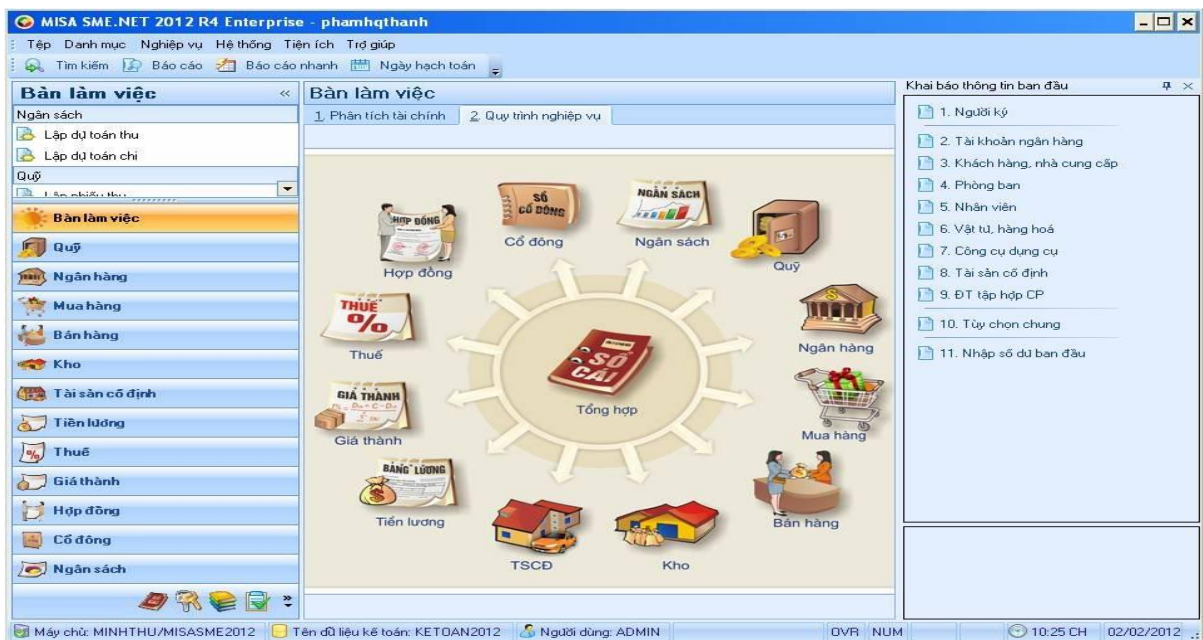 MISA SME.NET 2012 R4 Enterprise - phamhqthanh
Tệp Danh mục Nghiệp vụ Hệ thống Tiện ích Trợ giúp
Tìm kiếm Báo cáo Báo cáo nhanh Ngày hạch toán
Bàn làm việc
Ngân sách
Lập dự toán thu
Lập dự toán chi
Quỹ
Lập phiếu thu
Bàn làm việc
Quỹ
Ngân hàng
Mua hàng
Bán hàng
Kho
Tài sản cố định
Tiền lương
Thuế
Giá thành
Hợp đồng
Cổ đông
Ngân sách
Bàn làm việc
1. Phân tích tài chính
2. Quy trình nghiệp vụ
HỢP ĐỒNG
Hợp đồng
SỔ CỔ ĐÔNG
Cổ đông
NGÂN SÁCH
Ngân sách
Quỹ
THUẾ %
Thuế
Ngân hàng
SỔ CÁI
Tổng hợp
GIÁ THÀNH
Giá thành
Mua hàng
BẢNG LƯƠNG
Tiền lương
TSCĐ
Kho
Bán hàng
Khai báo thông tin ban đầu
1. Người ký
2. Tài khoản ngân hàng
3. Khách hàng, nhà cung cấp
4. Phòng ban
5. Nhân viên
6. Vật tư, hàng hoá
7. Công cụ dụng cụ
8. Tài sản cố định
9. ĐT tập hợp CP
10. Tùy chọn chung
11. Nhập số dư ban đầu
Máy chủ: MINHTHU/MISASME2012 Tên dữ liệu kế toán: KETOAN2012 Người dùng: ADMIN OVR NUM 10:25 CH 02/02/2012